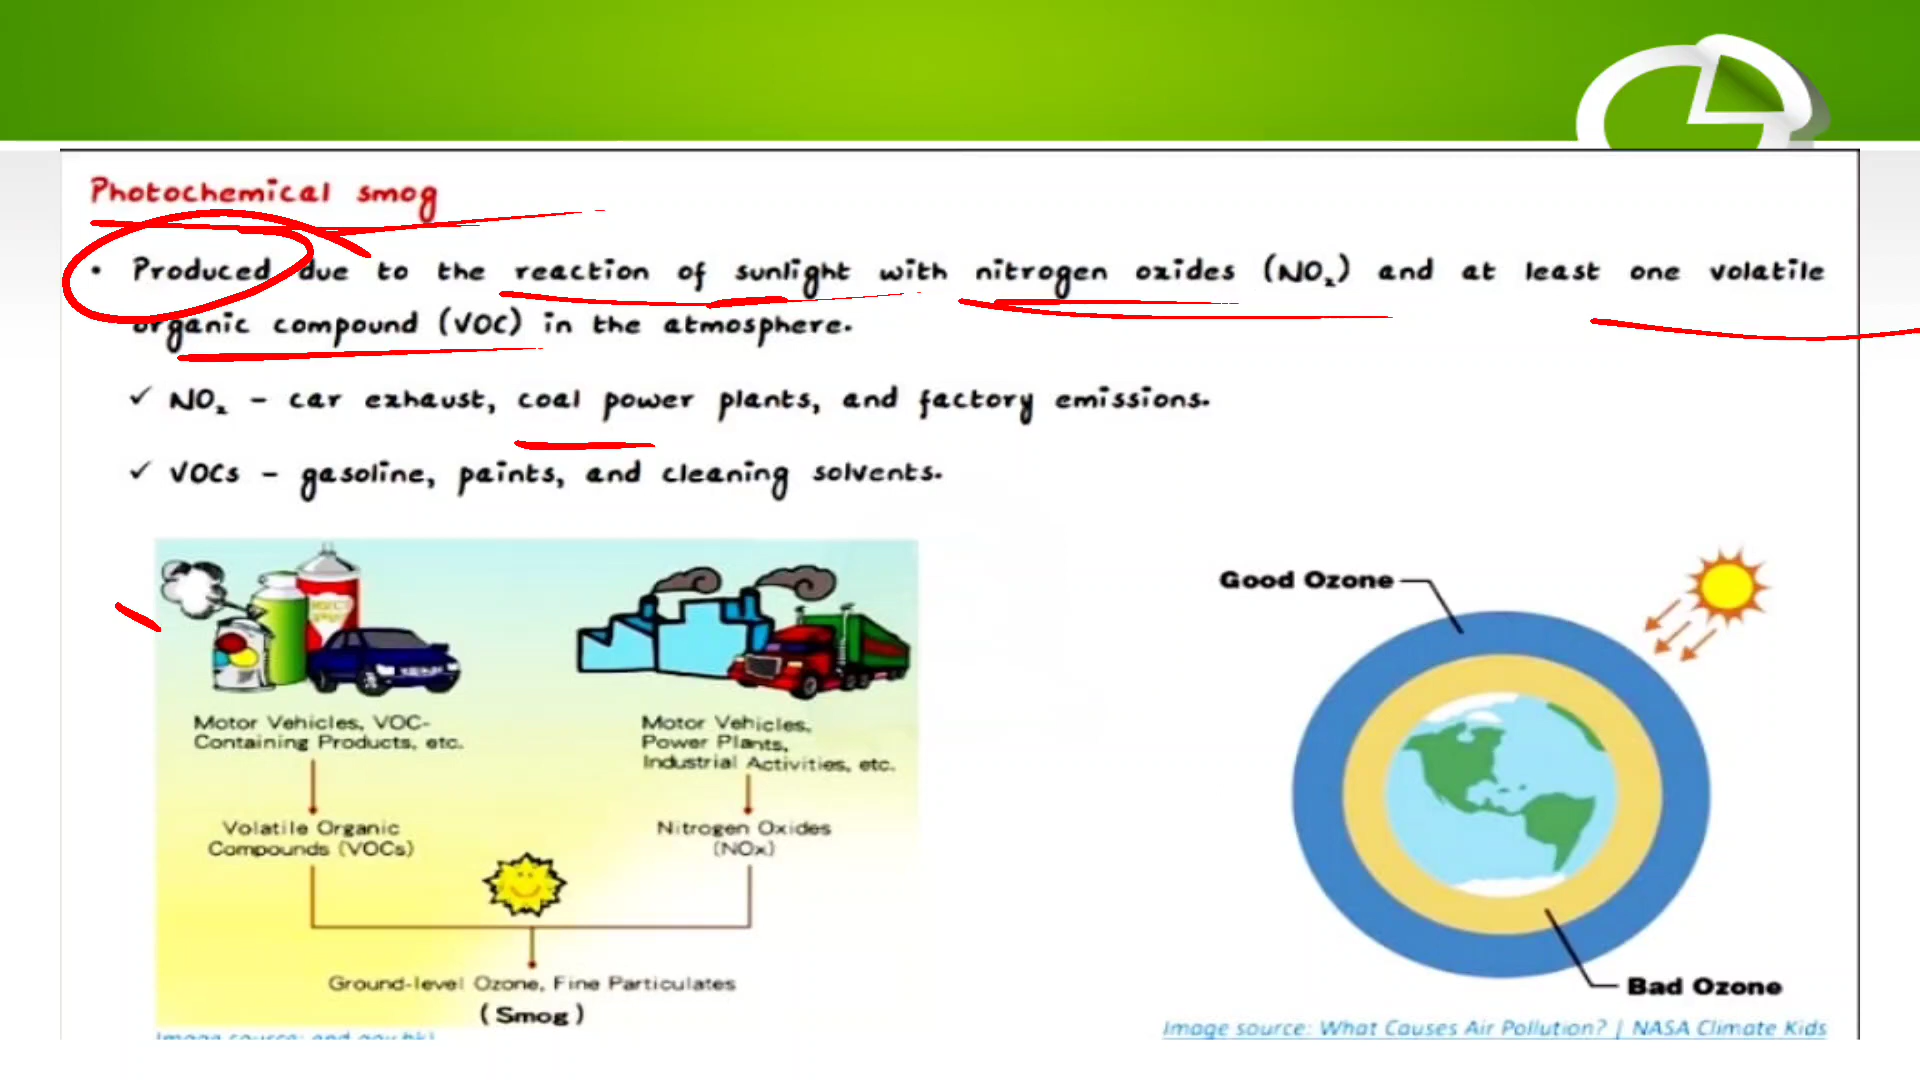 Photochemical smog
• Produced due to the reaction of sunlight with nitrogen oxides (NOₓ) and at least one volatile
organic compound (VOC) in the atmosphere.
✓ NOₓ – car exhaust, coal power plants, and factory emissions.
✓ VOCs – gasoline, paints, and cleaning solvents.
Motor Vehicles, VOC-
Containing Products, etc.
Volatile Organic
Compounds (VOCs)
Motor Vehicles,
Power Plants,
Industrial Activities, etc.
Nitrogen Oxides
(NOx)
Ground-level Ozone, Fine Particulates
(Smog)
Good Ozone
Bad Ozone
Image source: What Causes Air Pollution? | NASA Climate Kids